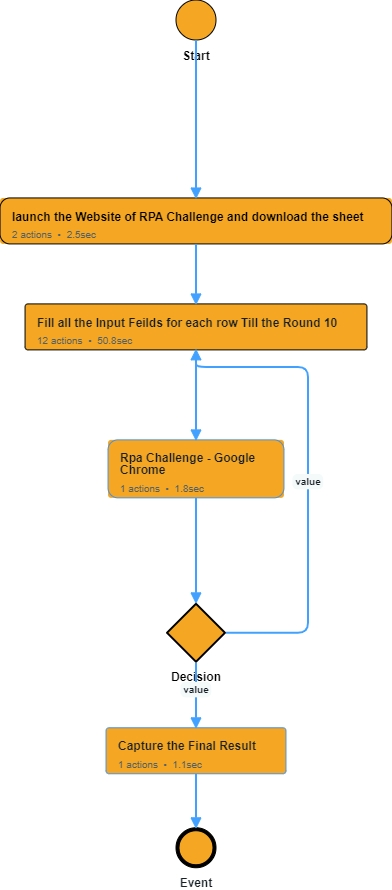 Start
launch the Website of RPA Challenge and download the sheet
2 actions • 2.5sec
Fill all the Input Feilds for each row Till the Round 10
12 actions • 50.8sec
Rpa Challenge - Google
Chrome
1 actions • 1.8sec
value
Decision
value
Capture the Final Result
1 actions • 1.1sec
Event